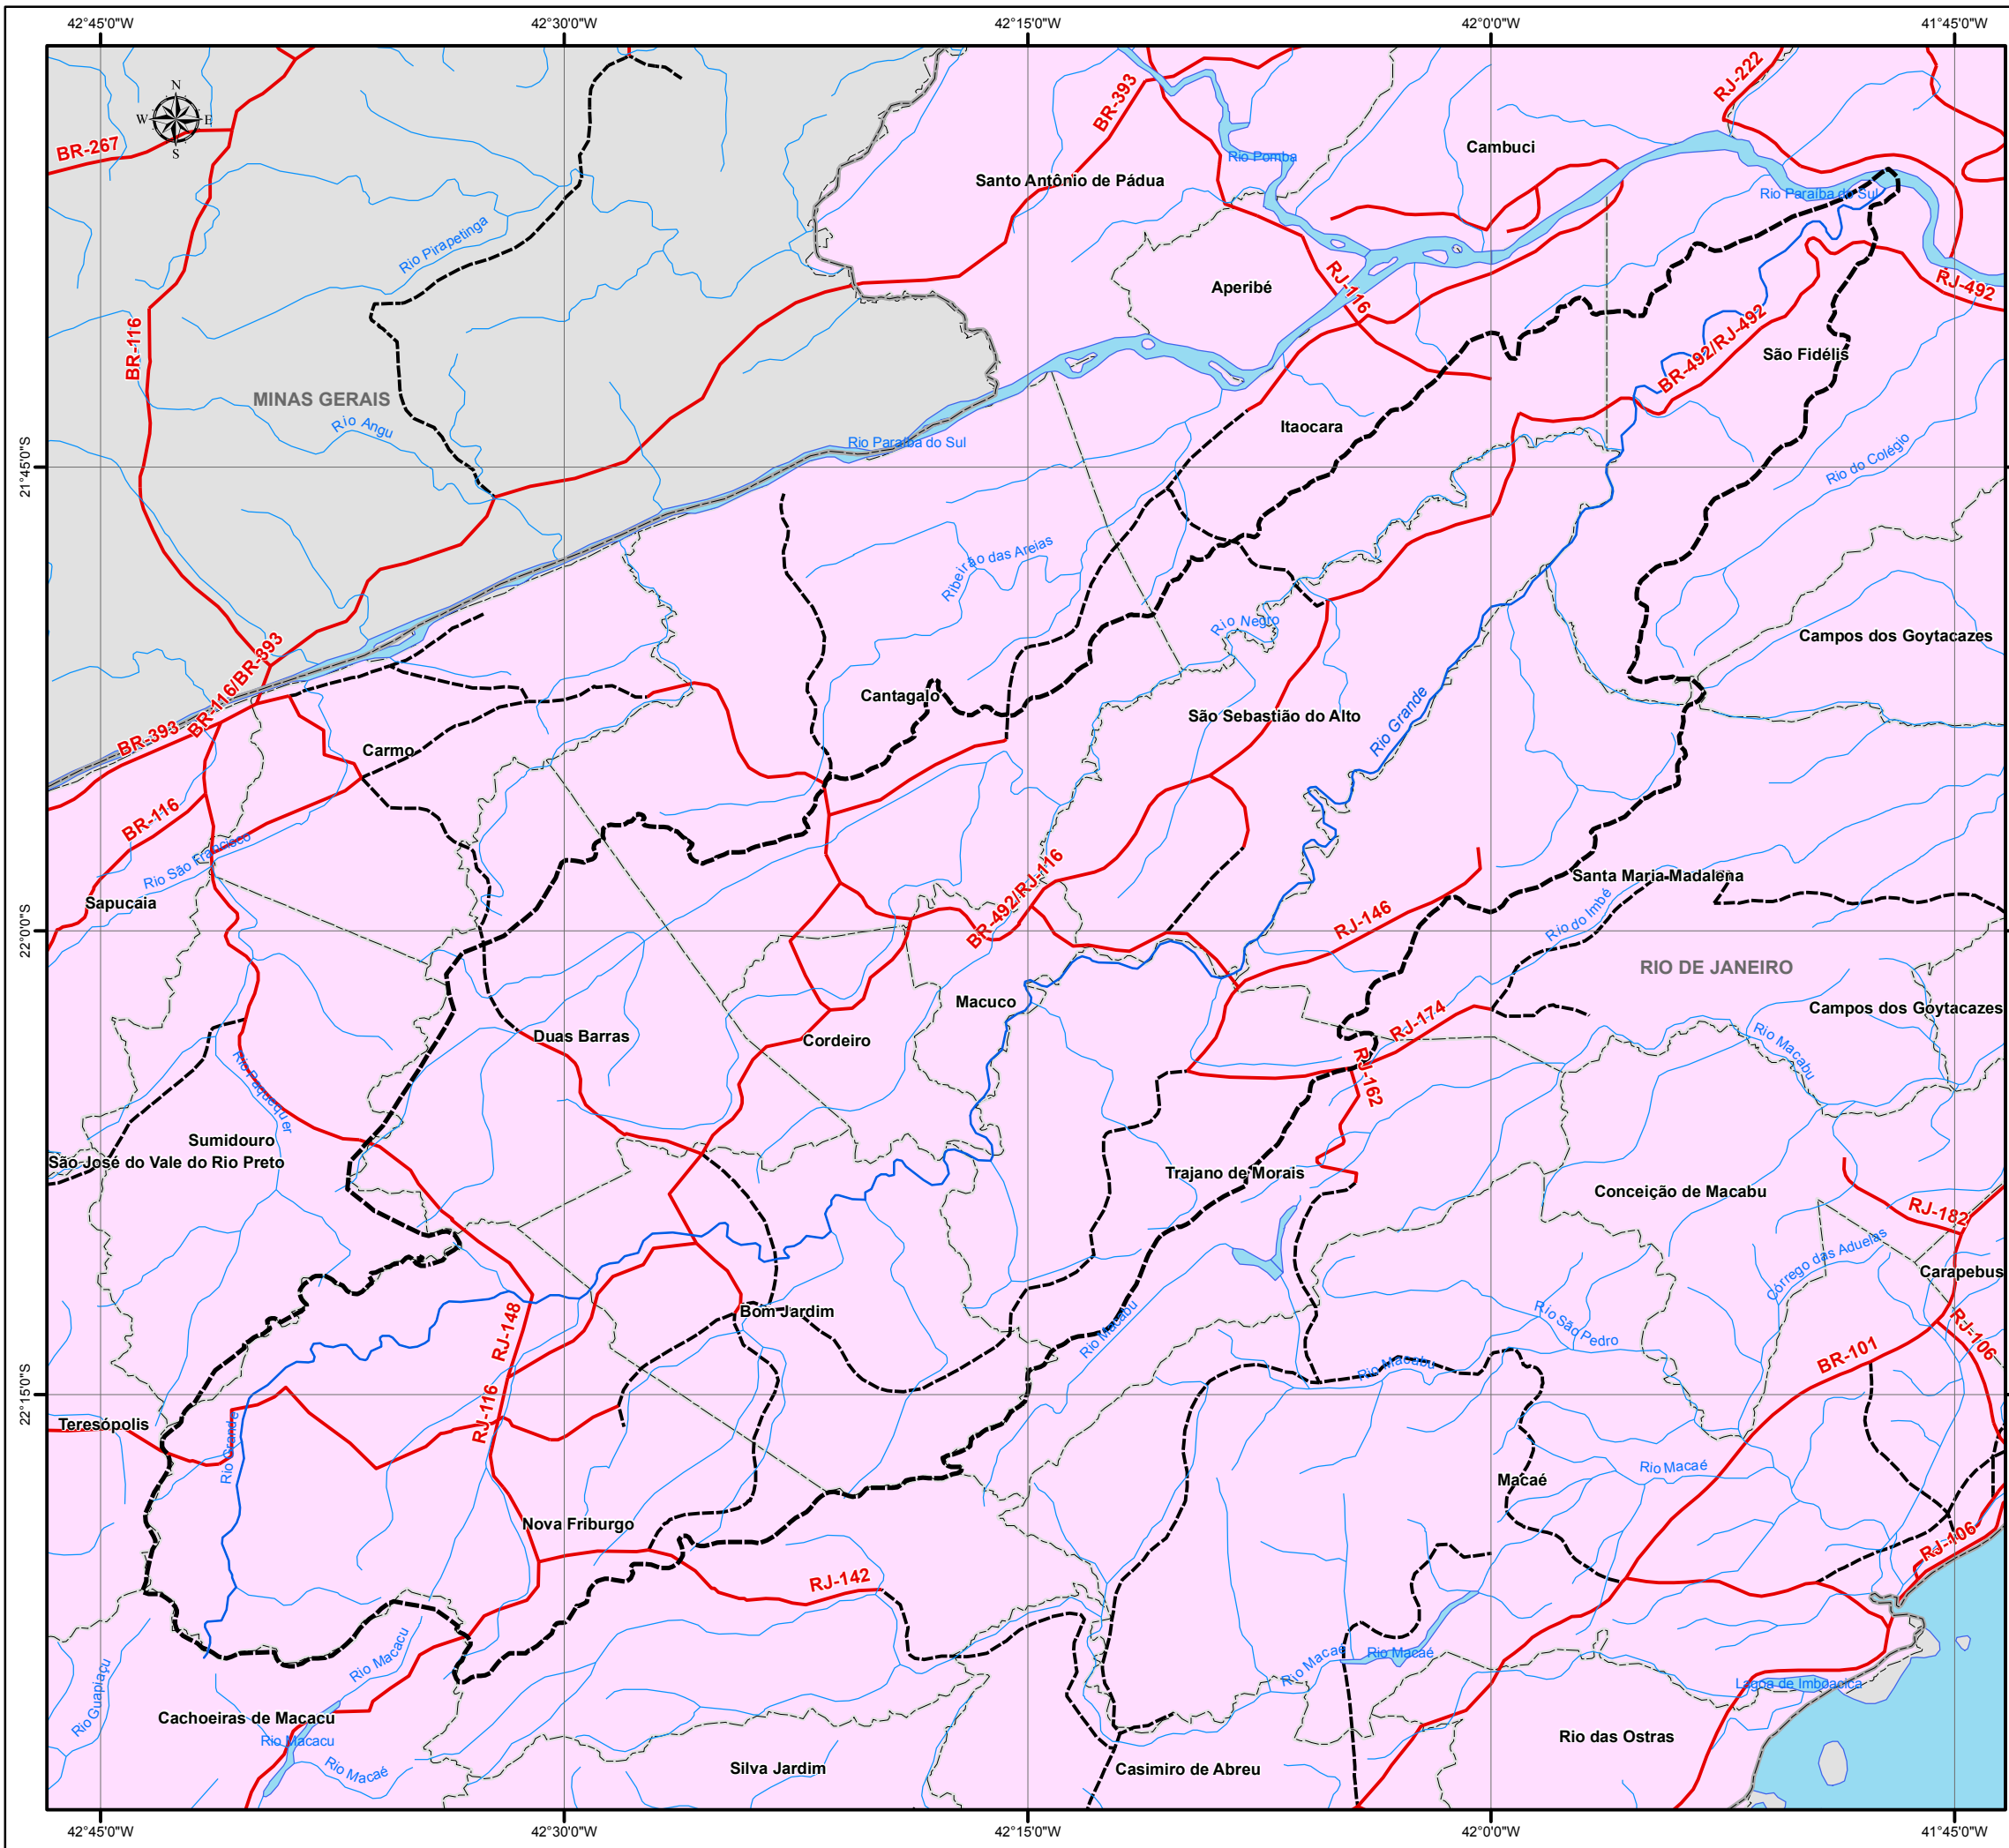 42°45'0"W
42°30'0"W
42°15'0"W
42°0'0"W
41°45'0"W
N
W
E
S
BR-267
BR-393
RJ-222
Cambuci
Rio Pomba
Santo Antônio de Pádua
Rio Paraíba do Sul
Rio Pirapetinga
RJ-116
Aperibé
RJ-492
BR-116
BR-492/RJ-492
São Fidélis
MINAS GERAIS
Rio Angu
Itaocara
Rio Paraíba do Sul
Rio do Colégio
21°45'0"S
Ribeirão das Areias
Rio Negro
Campos dos Goytacazes
BR-116/BR-393
Cantagalo
São Sebastião do Alto
Rio Grande
BR-393
Carmo
BR-116
Rio São Francisco
Sapucaia
BR-492/RJ-116
RJ-146
Santa Maria Madalena
Rio do Imbé
22°0'0"S
RIO DE JANEIRO
Macuco
Campos dos Goytacazes
Duas Barras
Cordeiro
RJ-174
Rio Macabu
Rio Paquequer
RJ-162
Sumidouro
São José do Vale do Rio Preto
Trajano de Morais
Conceição de Macabu
RJ-182
Córrego das Aduelas
Carapebus
Bom Jardim
Rio Macabu
Rio São Pedro
RJ-106
RJ-148
BR-101
Rio Macabu
22°15'0"S
RJ-116
Teresópolis
Rio Grande
Rio Macaé
Macaé
Nova Friburgo
RJ-106
RJ-142
Rio Macacu
Rio Macaé
Rio Macaé
Rio Guapiaçu
Lagoa de Imboacica
Cachoeiras de Macacu
Rio Macacu
Rio das Ostras
Rio Macaé
Silva Jardim
Casimiro de Abreu
42°45'0"W
42°30'0"W
42°15'0"W
42°0'0"W
41°45'0"W